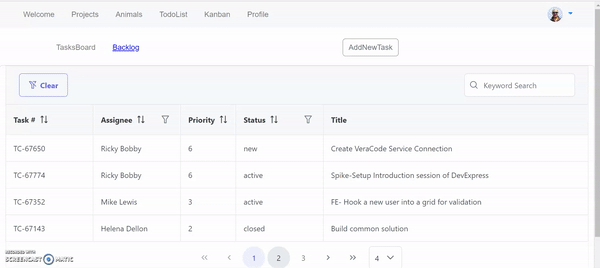 Welcome Projects Animals TodoList Kanban Profile
TasksBoard Backlog AddNewTask
Clear Keyword Search
Task # Assignee Priority Status Title
TC-67650 Ricky Bobby 6 new Create VeraCode Service Connection
TC-67774 Ricky Bobby 6 active Spike-Setup Introduction session of DevExpress
TC-67352 Mike Lewis 3 active FE- Hook a new user into a grid for validation
TC-67143 Helena Dellon 2 closed Build common solution
<< < 1 2 3 > >> 4
RECORDED WITH
SCREENCAST MATIC